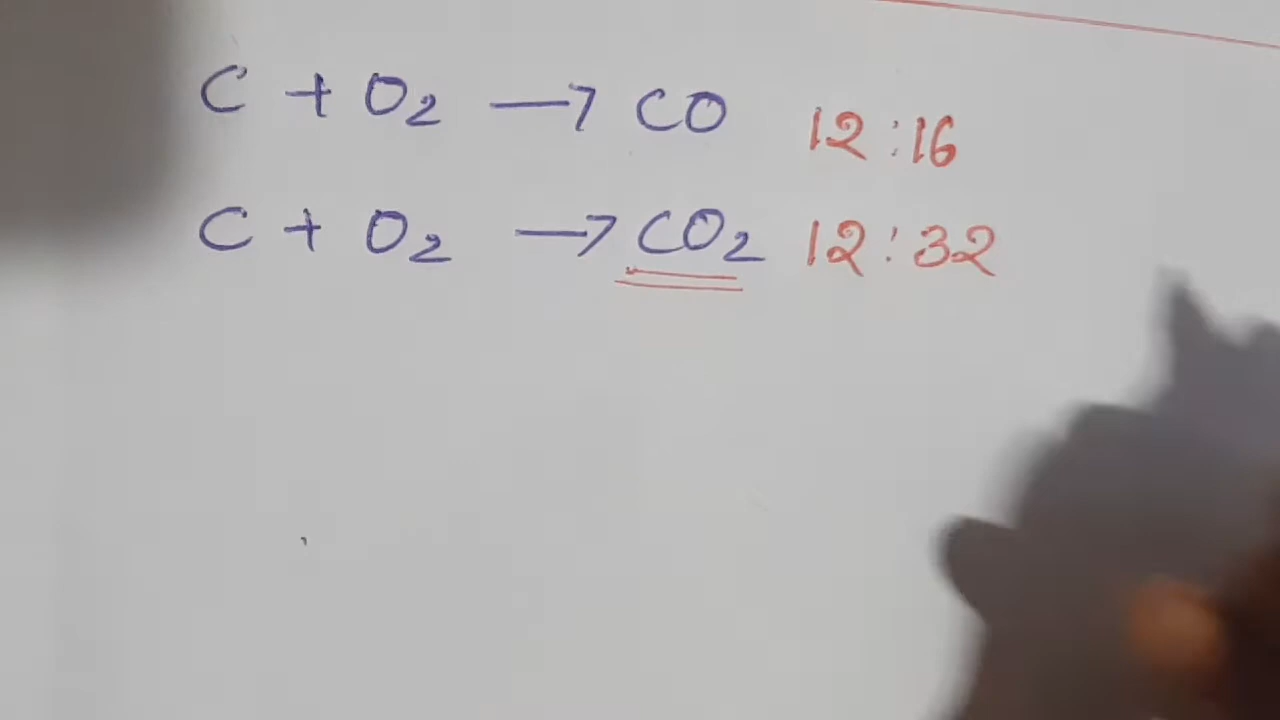 C + O₂ → CO 12:16
C + O₂ → CO₂ 12:32